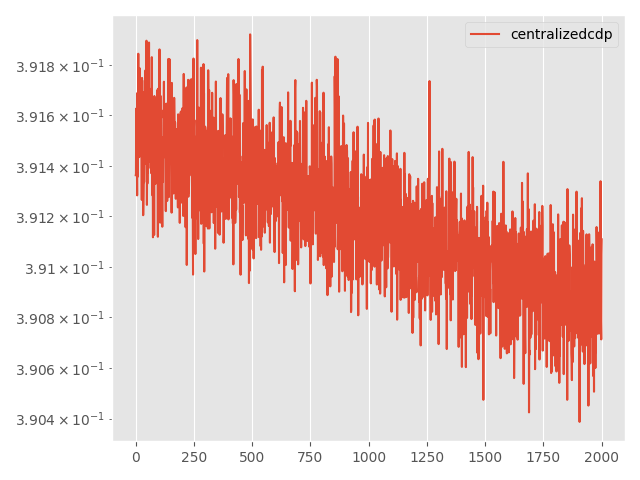 centralizedcdp
3.918 × 10⁻¹
3.916 × 10⁻¹
3.914 × 10⁻¹
3.912 × 10⁻¹
3.91 × 10⁻¹
3.908 × 10⁻¹
3.906 × 10⁻¹
3.904 × 10⁻¹
0 250 500 750 1000 1250 1500 1750 2000